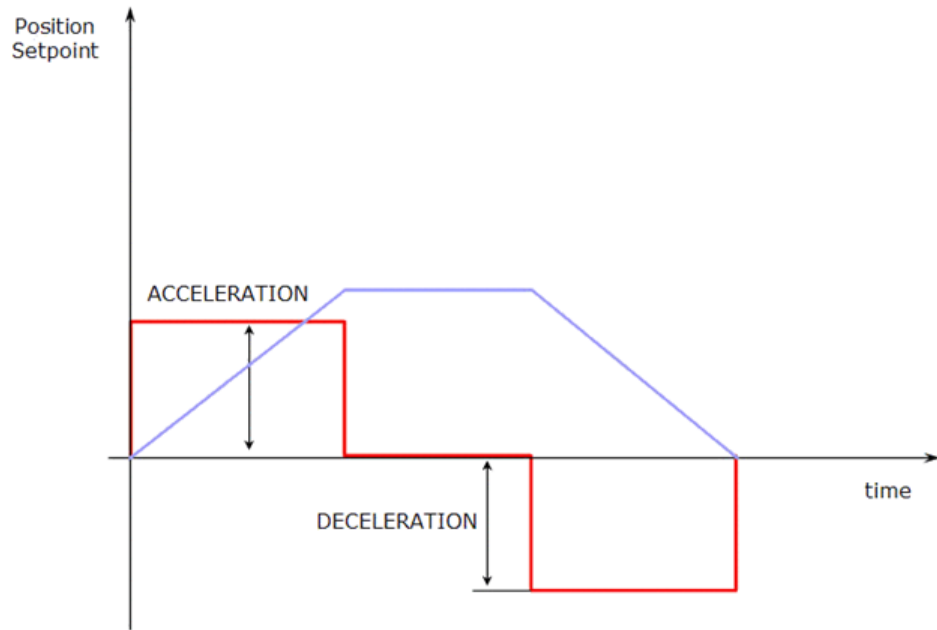 Position
Setpoint
ACCELERATION
time
DECELERATION